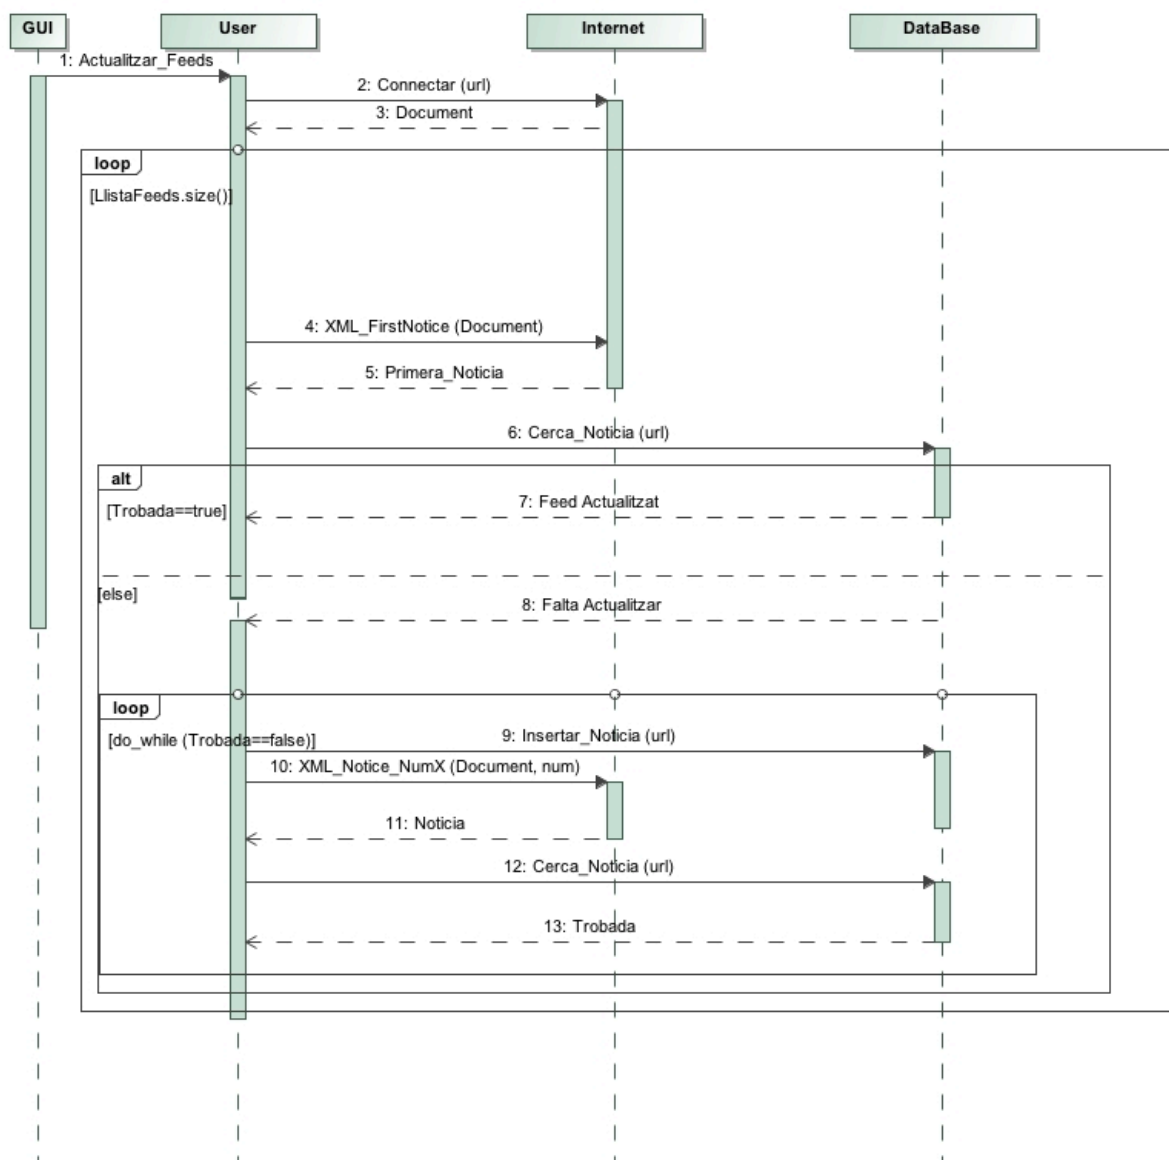 GUI
User
Internet
DataBase
1: Actualitzar_Feeds
2: Connectar (url)
3: Document
loop
[LlistaFeeds.size()]
4: XML_FirstNotice (Document)
5: Primera_Noticia
6: Cerca_Noticia (url)
alt
[Trobada==true]
7: Feed Actualitzat
[else]
8: Falta Actualitzar
loop
[do_while (Trobada==false)]
9: Insertar_Noticia (url)
10: XML_Notice_NumX (Document, num)
11: Noticia
12: Cerca_Noticia (url)
13: Trobada